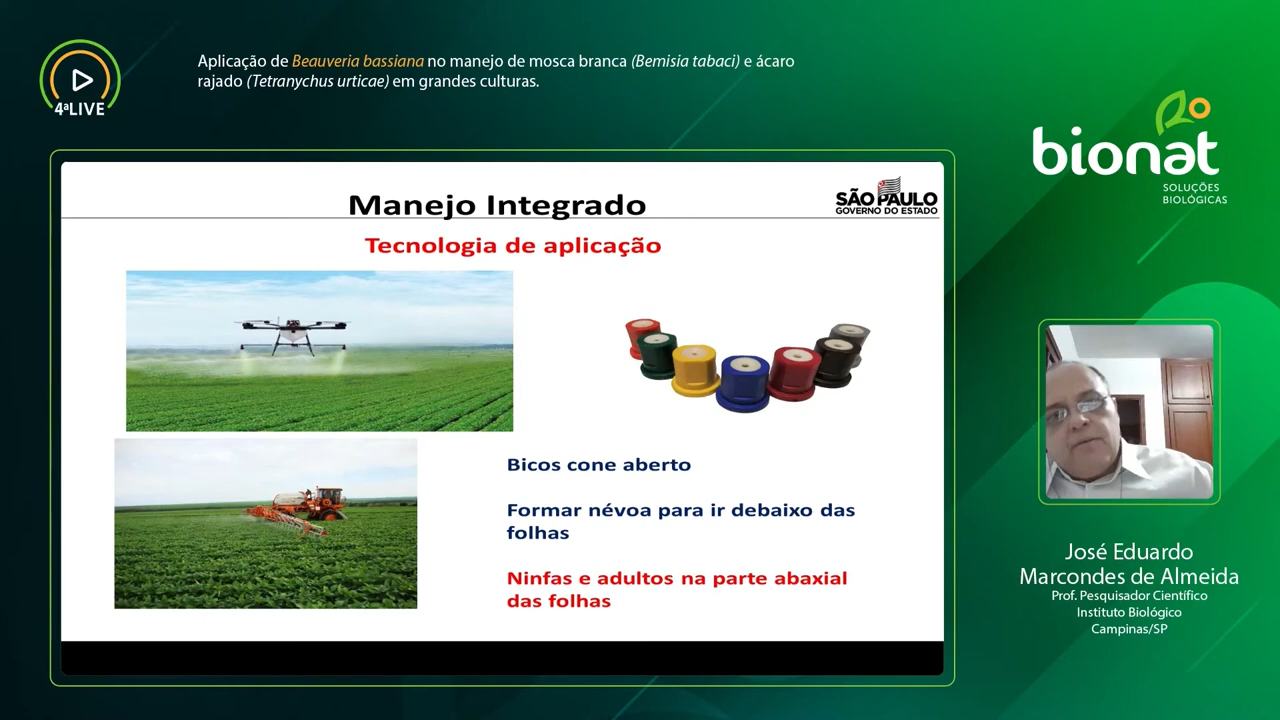 4ªLIVE
Aplicação de Beauveria bassiana no manejo de mosca branca (Bemisia tabaci) e ácaro
rajado (Tetranychus urticae) em grandes culturas.
bionat
SOLUÇÕES
BIOLÓGICAS
Manejo Integrado
SÃO PAULO
GOVERNO DO ESTADO
Tecnologia de aplicação
Bicos cone aberto
Formar névoa para ir debaixo das
folhas
Ninfas e adultos na parte abaxial
das folhas
José Eduardo
Marcondes de Almeida
Prof. Pesquisador Científico
Instituto Biológico
Campinas/SP